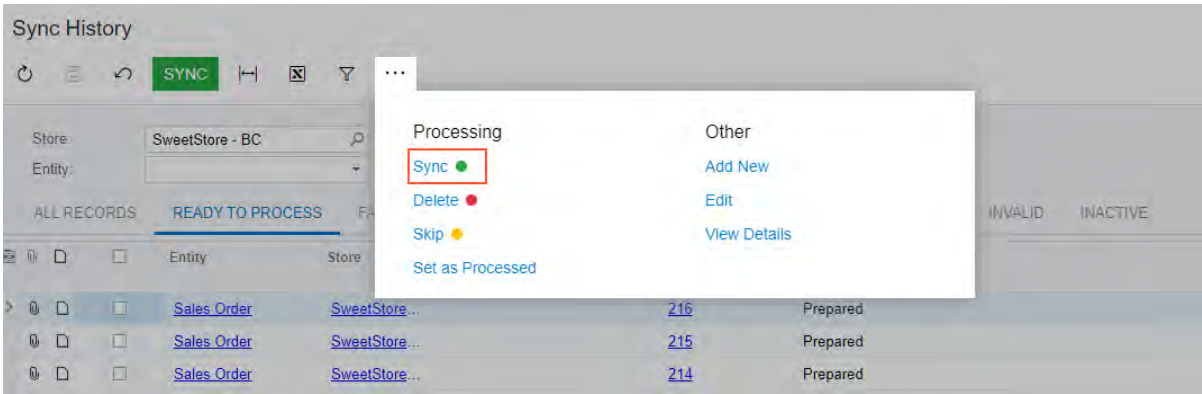 Sync History
SYNC
Store SweetStore - BC
Entity:
Processing Other
Sync Add New
Delete Edit
Skip View Details
Set as Processed
ALL RECORDS READY TO PROCESS INVALID INACTIVE
Entity Store
Sales Order SweetStore... 216 Prepared
Sales Order SweetStore... 215 Prepared
Sales Order SweetStore... 214 Prepared